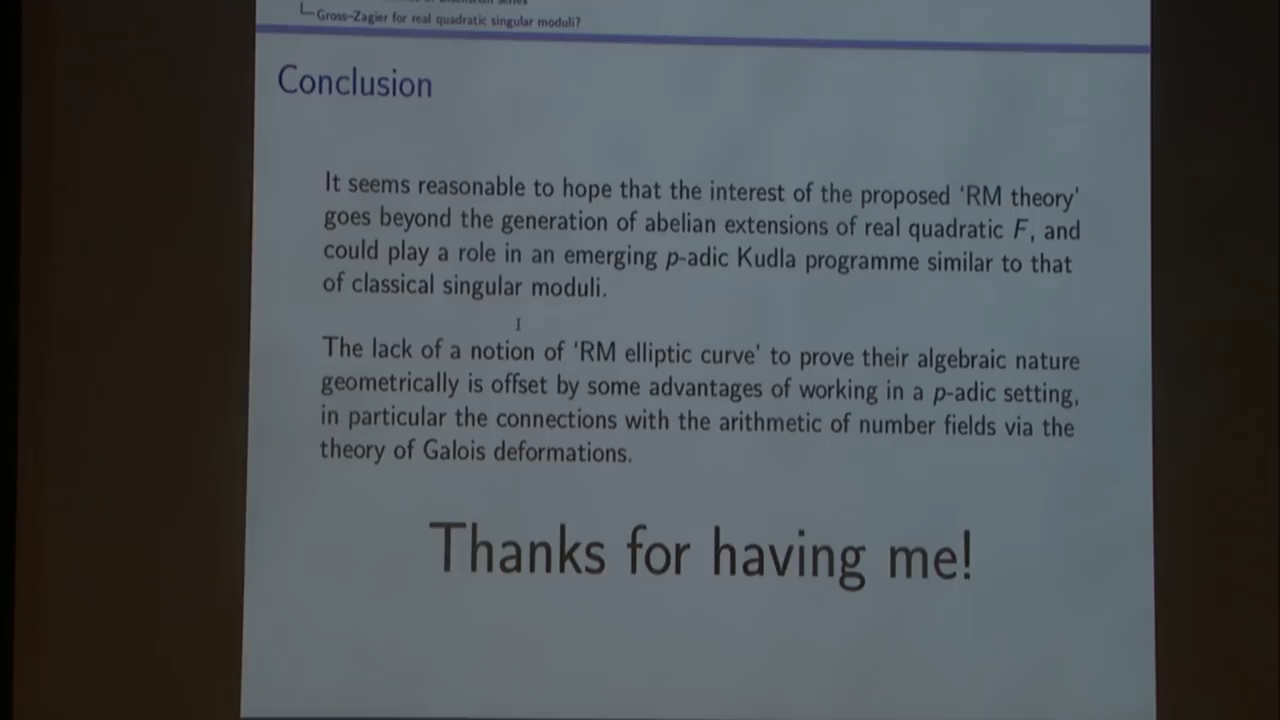 Gross–Zagier for real quadratic singular moduli?
Conclusion
It seems reasonable to hope that the interest of the proposed ‘RM theory’
goes beyond the generation of abelian extensions of real quadratic F, and
could play a role in an emerging p-adic Kudla programme similar to that
of classical singular moduli.
The lack of a notion of ‘RM elliptic curve’ to prove their algebraic nature
geometrically is offset by some advantages of working in a p-adic setting,
in particular the connections with the arithmetic of number fields via the
theory of Galois deformations.
Thanks for having me!